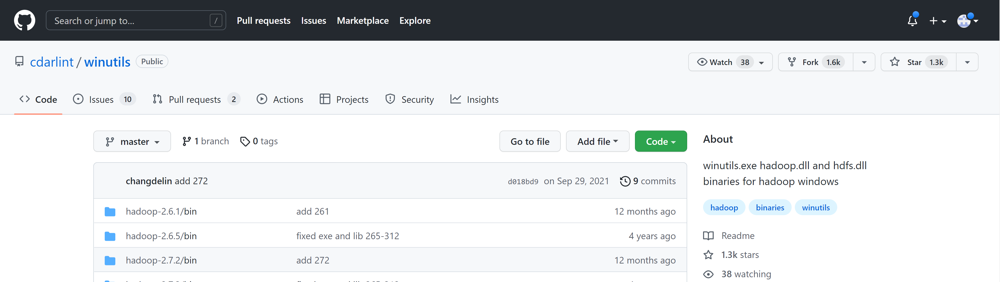 Search or jump to... /
Pull requests Issues Marketplace Explore
cdarlint / winutils Public
Watch 38 Fork 1.6k Star 1.3k
Code Issues 10 Pull requests 2 Actions Projects Security Insights
master 1 branch 0 tags Go to file Add file Code
changdelin add 272 d018bd9 on Sep 29, 2021 9 commits
hadoop-2.6.1/bin add 261 12 months ago
hadoop-2.6.5/bin fixed exe and lib 265-312 4 years ago
hadoop-2.7.2/bin add 272 12 months ago
About
winutils.exe hadoop.dll and hdfs.dll
binaries for hadoop windows
hadoop binaries winutils
Readme
1.3k stars
38 watching